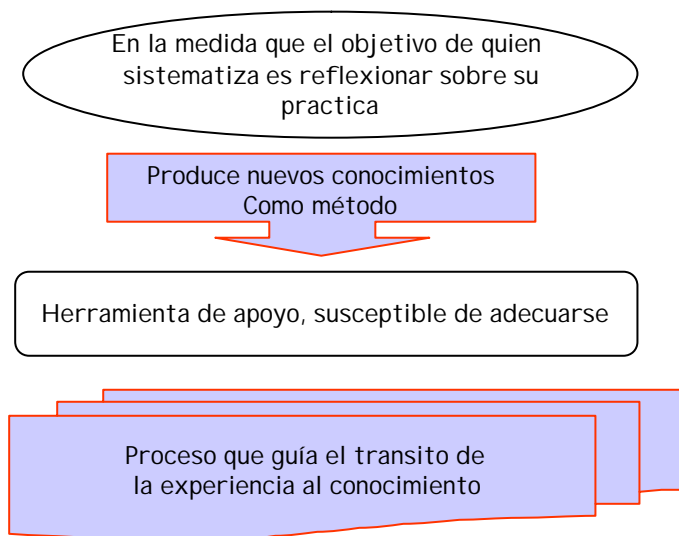 En la medida que el objetivo de quien
sistematiza es reflexionar sobre su
practica
Produce nuevos conocimientos
Como método
Herramienta de apoyo, susceptible de adecuarse
Proceso que guía el transito de
la experiencia al conocimiento